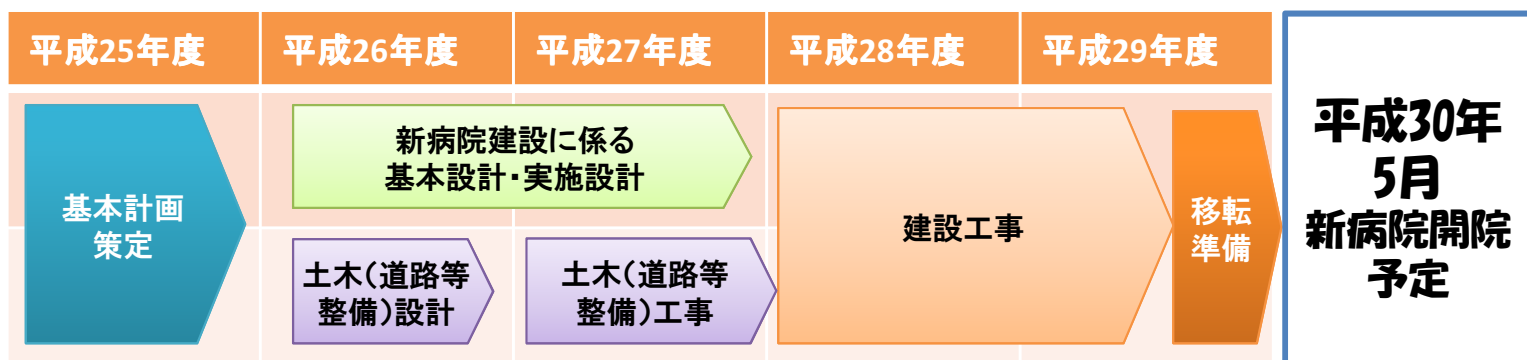 平成25年度
平成26年度
平成27年度
平成28年度
平成29年度
基本計画
策定
新病院建設に係る
基本設計・実施設計
土木(道路等
整備)設計
土木(道路等
整備)工事
建設工事
移転
準備
平成30年
5月
新病院開院
予定